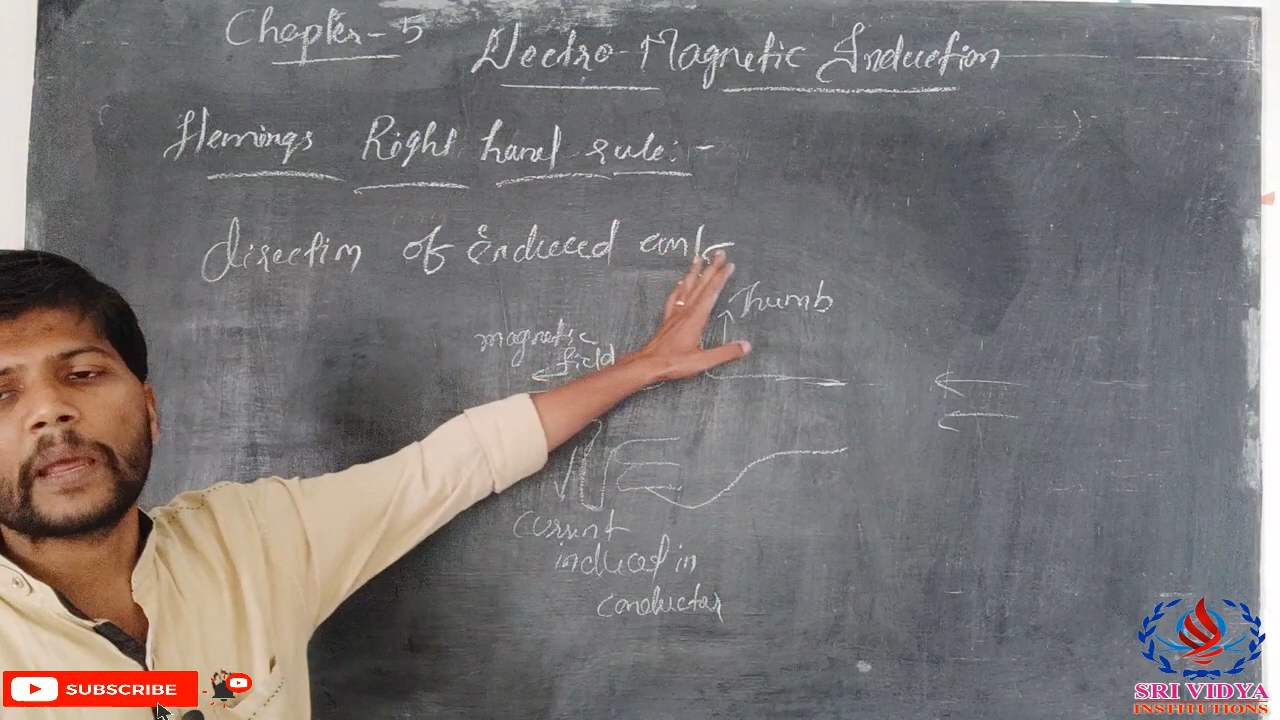 Chapter - 5
Electro-Magnetic Induction
Flemings Right hand rule:-
direction of induced emf
Thumb
magnetic
field
Current
induced in
conductor
SUBSCRIBE
SRI VIDYA
INSTITUTIONS